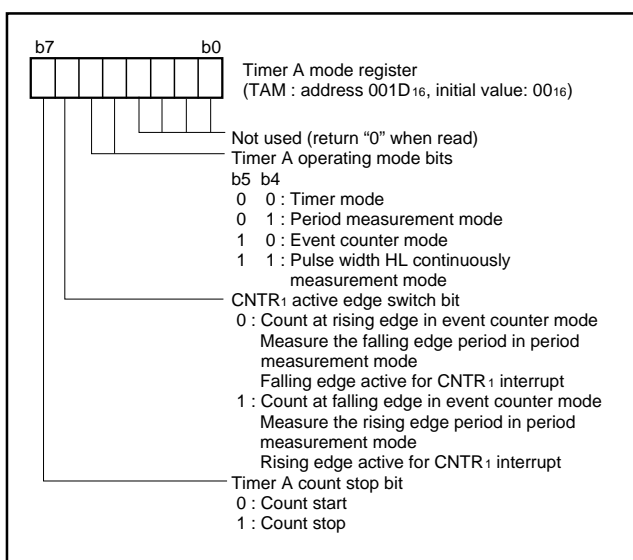 b7 b0
Timer A mode register
(TAM : address 001D16, initial value: 0016)
Not used (return “0” when read)
Timer A operating mode bits
b5 b4
0 0 : Timer mode
0 1 : Period measurement mode
1 0 : Event counter mode
1 1 : Pulse width HL continuously
measurement mode
CNTR1 active edge switch bit
0 : Count at rising edge in event counter mode
Measure the falling edge period in period
measurement mode
Falling edge active for CNTR1 interrupt
1 : Count at falling edge in event counter mode
Measure the rising edge period in period
measurement mode
Rising edge active for CNTR1 interrupt
Timer A count stop bit
0 : Count start
1 : Count stop